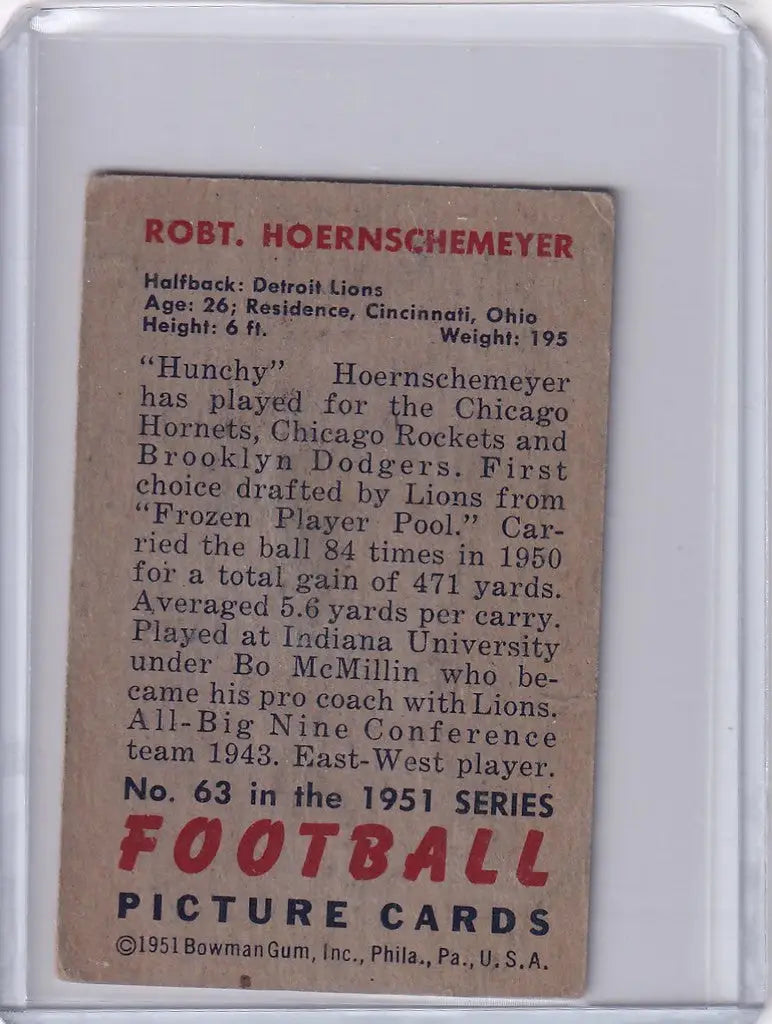 ROBT. HOERNSCHEMEYER
Halfback: Detroit Lions
Age: 26; Residence, Cincinnati, Ohio
Height: 6 ft. Weight: 195
"Hunchy" Hoernschemeyer
has played for the Chicago
Hornets, Chicago Rockets and
Brooklyn Dodgers. First
choice drafted by Lions from
"Frozen Player Pool." Car-
ried the ball 84 times in 1950
for a total gain of 471 yards.
Averaged 5.6 yards per carry.
Played at Indiana University
under Bo McMillin who be-
came his pro coach with Lions.
All-Big Nine Conference
team 1943. East-West player.
No. 63 in the 1951 SERIES
FOOTBALL
PICTURE CARDS
©1951 Bowman Gum, Inc., Phila., Pa., U.S.A.